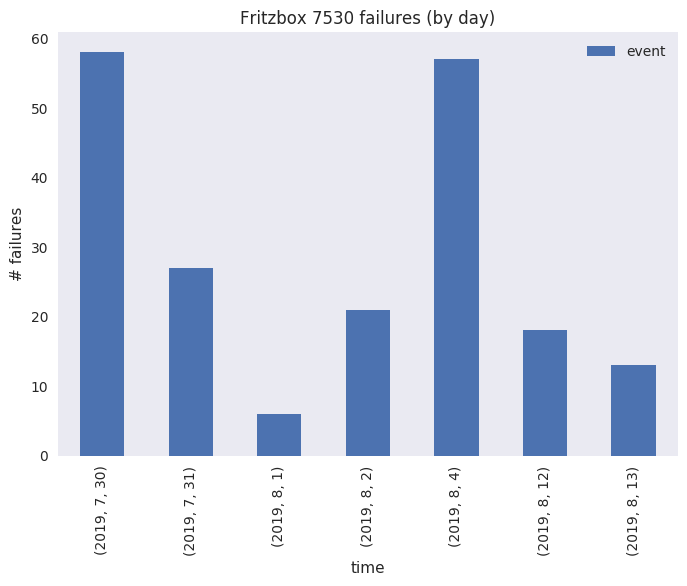 Fritzbox 7530 failures (by day)
event
# failures
60
50
40
30
20
10
0
(2019, 7, 30)
(2019, 7, 31)
(2019, 8, 1)
(2019, 8, 2)
(2019, 8, 4)
(2019, 8, 12)
(2019, 8, 13)
time